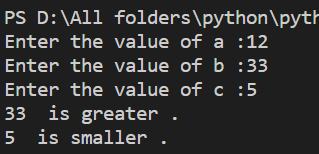 PS D:\All folders\python\pyth
Enter the value of a :12
Enter the value of b :33
Enter the value of c :5
33  is greater .
5  is smaller .